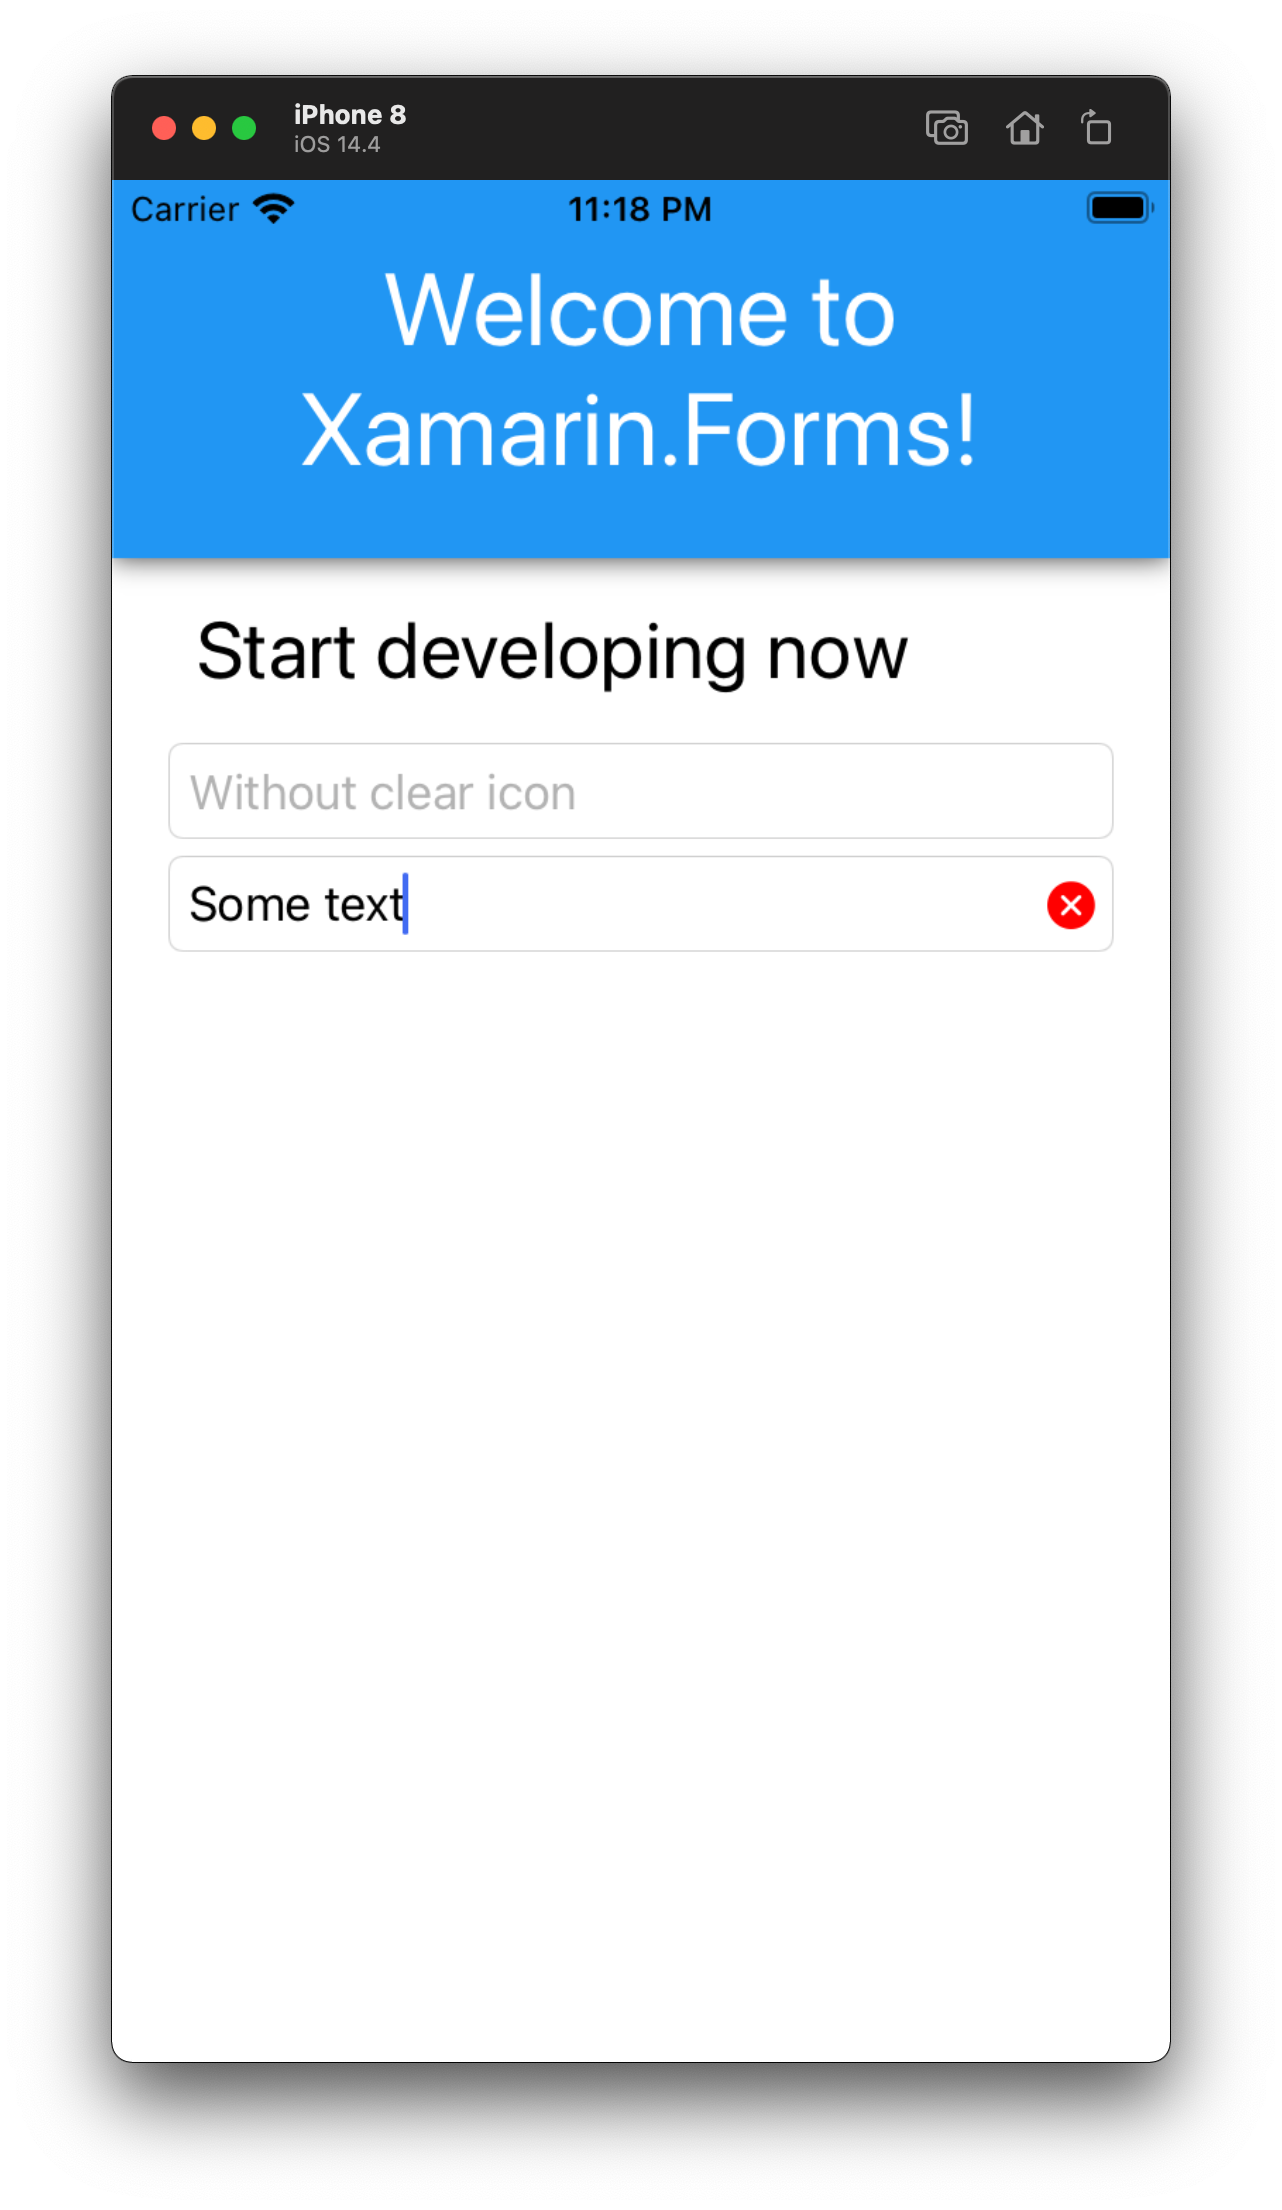 iPhone 8
iOS 14.4
Carrier 11:18 PM
Welcome to
Xamarin.Forms!
Start developing now
Without clear icon
Some text